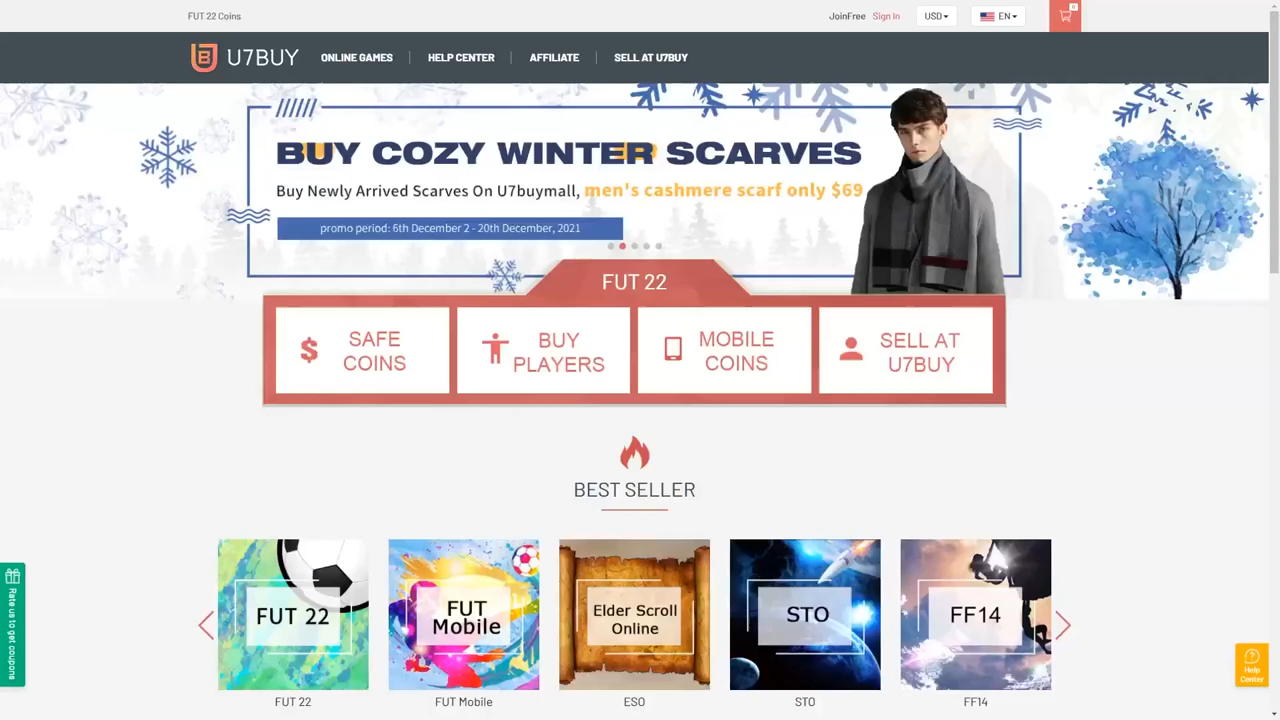 FUT 22 Coins
JoinFree Sign In
USD
EN
0
U7BUY
ONLINE GAMES
HELP CENTER
AFFILIATE
SELL AT U7BUY
BUY COZY WINTER SCARVES
Buy Newly Arrived Scarves On U7buymall, men's cashmere scarf only $69
promo period: 6th December 2 - 20th December, 2021
FUT 22
SAFE
COINS
BUY
PLAYERS
MOBILE
COINS
SELL AT
U7BUY
BEST SELLER
FUT 22
FUT
Mobile
Elder Scroll
Online
STO
FF14
FUT 22
FUT Mobile
ESO
STO
FF14
Rate us to get coupons
Help
Center